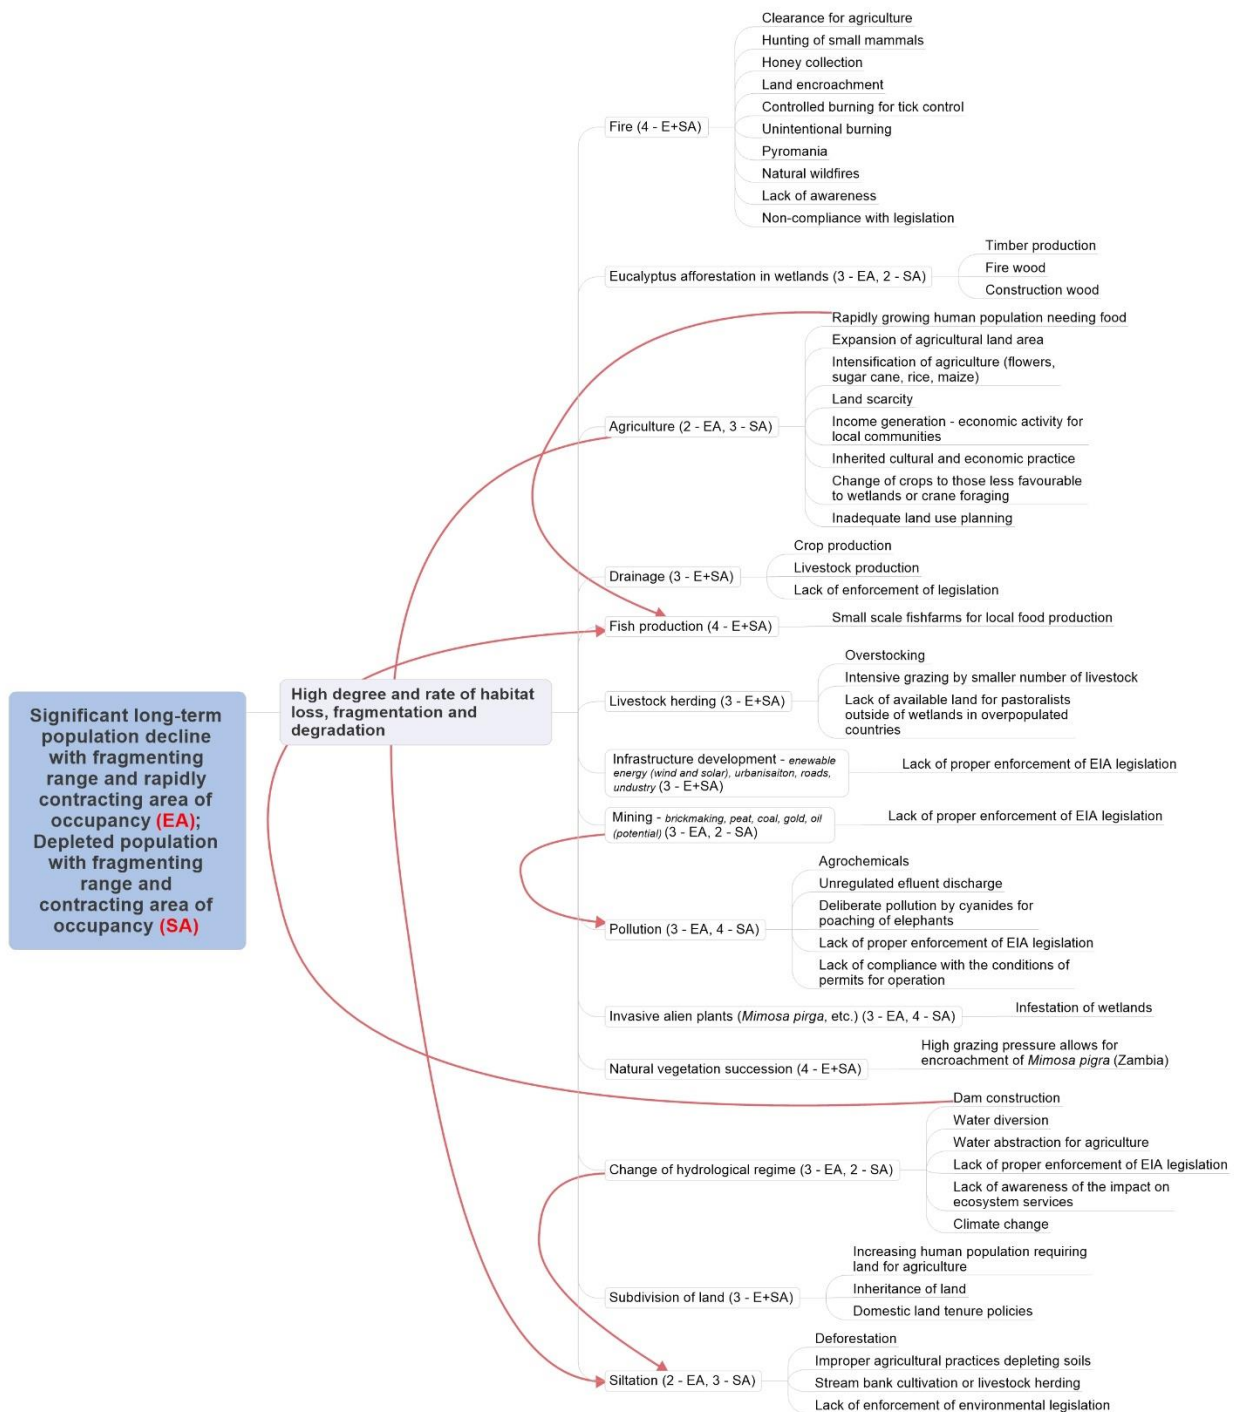 Significant long-term
population decline
with fragmenting
range and rapidly
contracting area of
occupancy (EA);
Depleted population
with fragmenting
range and
contracting area of
occupancy (SA)
High degree and rate of habitat
loss, fragmentation and
degradation
Fire (4 - E+SA)
Clearance for agriculture
Hunting of small mammals
Honey collection
Land encroachment
Controlled burning for tick control
Unintentional burning
Pyromania
Natural wildfires
Lack of awareness
Non-compliance with legislation
Eucalyptus afforestation in wetlands (3 - EA, 2 - SA)
Timber production
Fire wood
Construction wood
Agriculture (2 - EA, 3 - SA)
Rapidly growing human population needing food
Expansion of agricultural land area
Intensification of agriculture (flowers,
sugar cane, rice, maize)
Land scarcity
Income generation - economic activity for
local communities
Inherited cultural and economic practice
Change of crops to those less favourable
to wetlands or crane foraging
Inadequate land use planning
Drainage (3 - E+SA)
Crop production
Livestock production
Lack of enforcement of legislation
Fish production (4 - E+SA)
Small scale fishfarms for local food production
Livestock herding (3 - E+SA)
Overstocking
Intensive grazing by smaller number of livestock
Lack of available land for pastoralists
outside of wetlands in overpopulated
countries
Infrastructure development - enewable
energy (wind and solar), urbanisaiton, roads,
undustry (3 - E+SA)
Lack of proper enforcement of EIA legislation
Mining - brickmaking, peat, coal, gold, oil
(potential) (3 - EA, 2 - SA)
Lack of proper enforcement of EIA legislation
Pollution (3 - EA, 4 - SA)
Agrochemicals
Unregulated efluent discharge
Deliberate pollution by cyanides for
poaching of elephants
Lack of proper enforcement of EIA legislation
Lack of compliance with the conditions of
permits for operation
Invasive alien plants (Mimosa pirga, etc.) (3 - EA, 4 - SA)
Infestation of wetlands
Natural vegetation succession (4 - E+SA)
High grazing pressure allows for
encroachment of Mimosa pigra (Zambia)
Change of hydrological regime (3 - EA, 2 - SA)
Dam construction
Water diversion
Water abstraction for agriculture
Lack of proper enforcement of EIA legislation
Lack of awareness of the impact on
ecosystem services
Climate change
Subdivision of land (3 - E+SA)
Increasing human population requiring
land for agriculture
Inheritance of land
Domestic land tenure policies
Siltation (2 - EA, 3 - SA)
Deforestation
Improper agricultural practices depleting soils
Stream bank cultivation or livestock herding
Lack of enforcement of environmental legislation